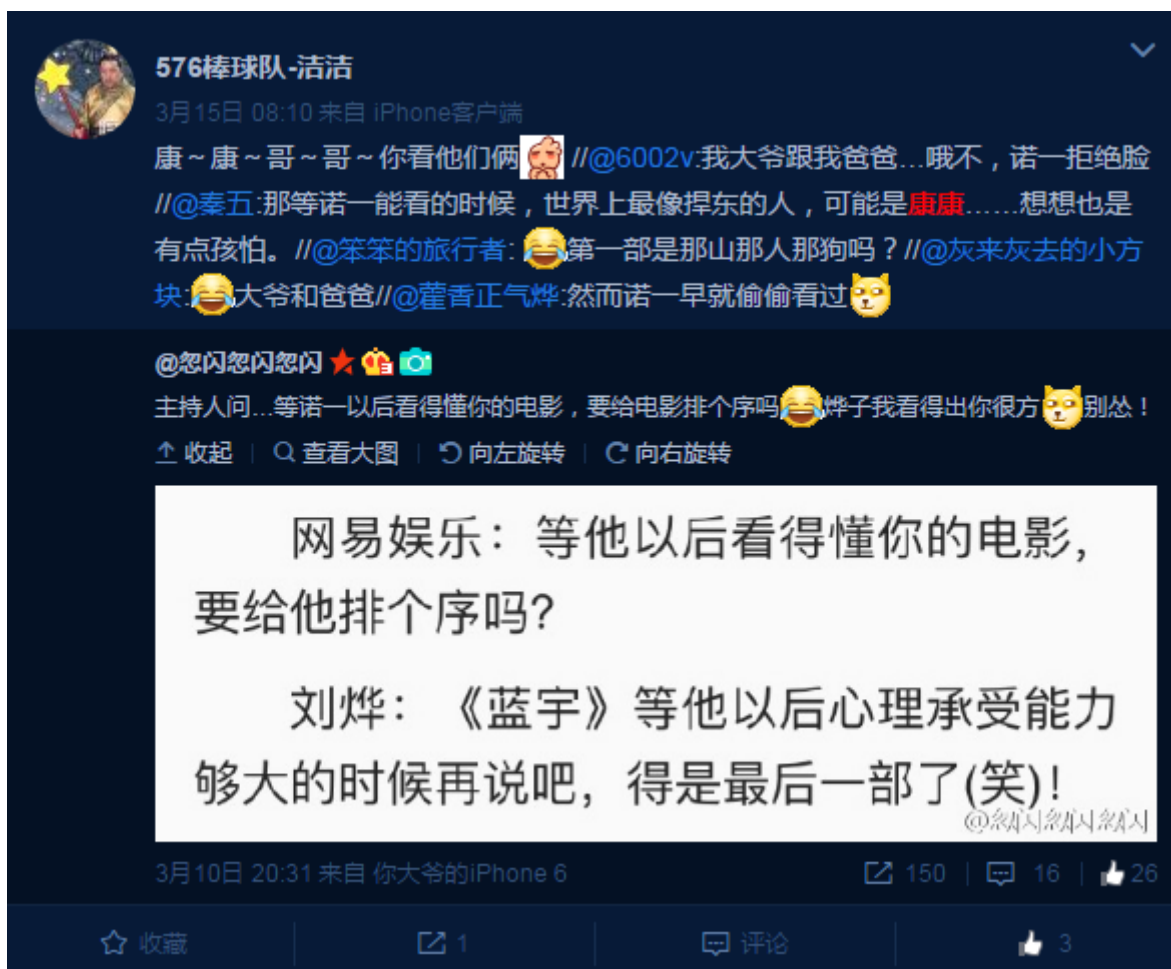 576棒球队-洁洁
3月15日 08:10 来自 iPhone客户端
康～康～哥～哥～你看他们俩 //@6002v:我大爷跟我爸爸…哦不，诺一拒绝脸
//@秦五:那等诺一能看的时候，世界上最像捍东的人，可能是康康……想想也是
有点孩怕。//@笨笨的旅行者: 第一部是那山那人那狗吗？//@灰来灰去的小方
块: 大爷和爸爸//@藿香正气烨:然而诺一早就偷偷看过
@怱闪怱闪怱闪
主持人问…等诺一以后看得懂你的电影，要给电影排个序吗 烨子我看得出你很方 别怂！
收起 查看大图 向左旋转 向右旋转
网易娱乐：等他以后看得懂你的电影，
要给他排个序吗？
刘烨：《蓝宇》等他以后心理承受能力
够大的时候再说吧，得是最后一部了(笑)！
@怱闪怱闪怱闪
3月10日 20:31 来自 你大爷的iPhone 6 150 16 26
收藏 1 评论 3